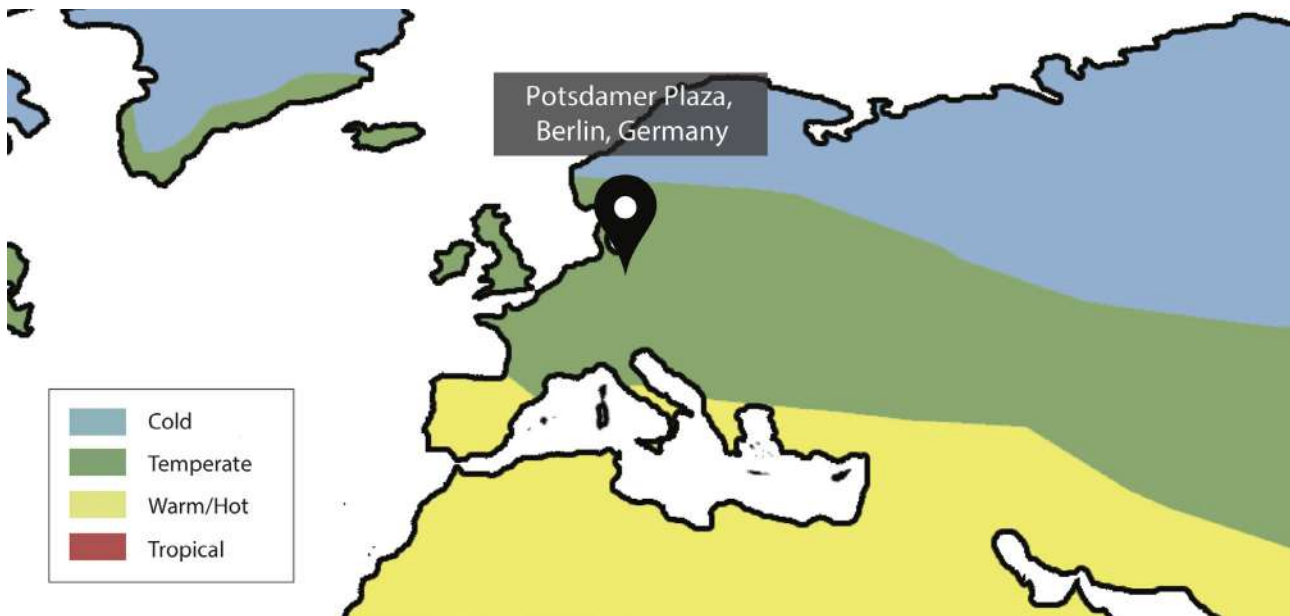 Potsdamer Plaza,
Berlin, Germany
Cold
Temperate
Warm/Hot
Tropical